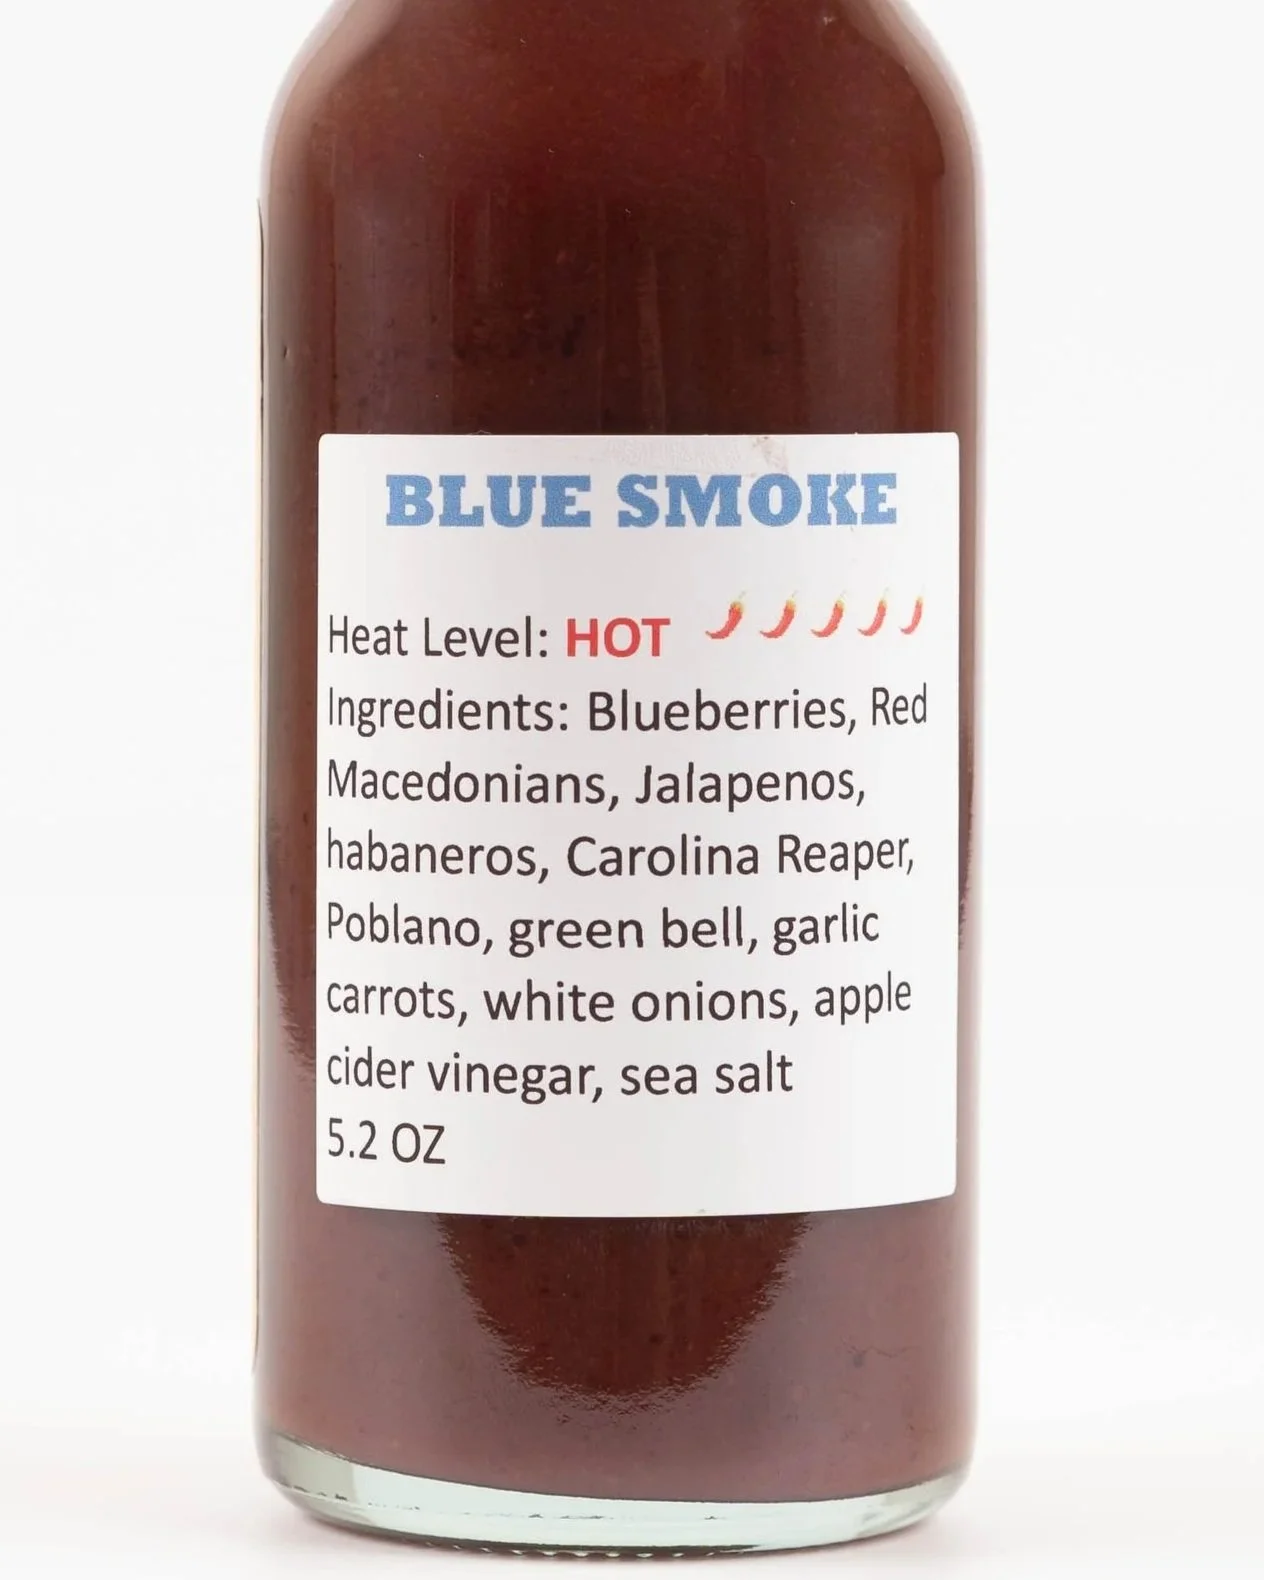 BLUE SMOKE
Heat Level: HOT
Ingredients: Blueberries, Red
Macedonians, Jalapenos,
habaneros, Carolina Reaper,
Poblano, green bell, garlic
carrots, white onions, apple
cider vinegar, sea salt
5.2 OZ